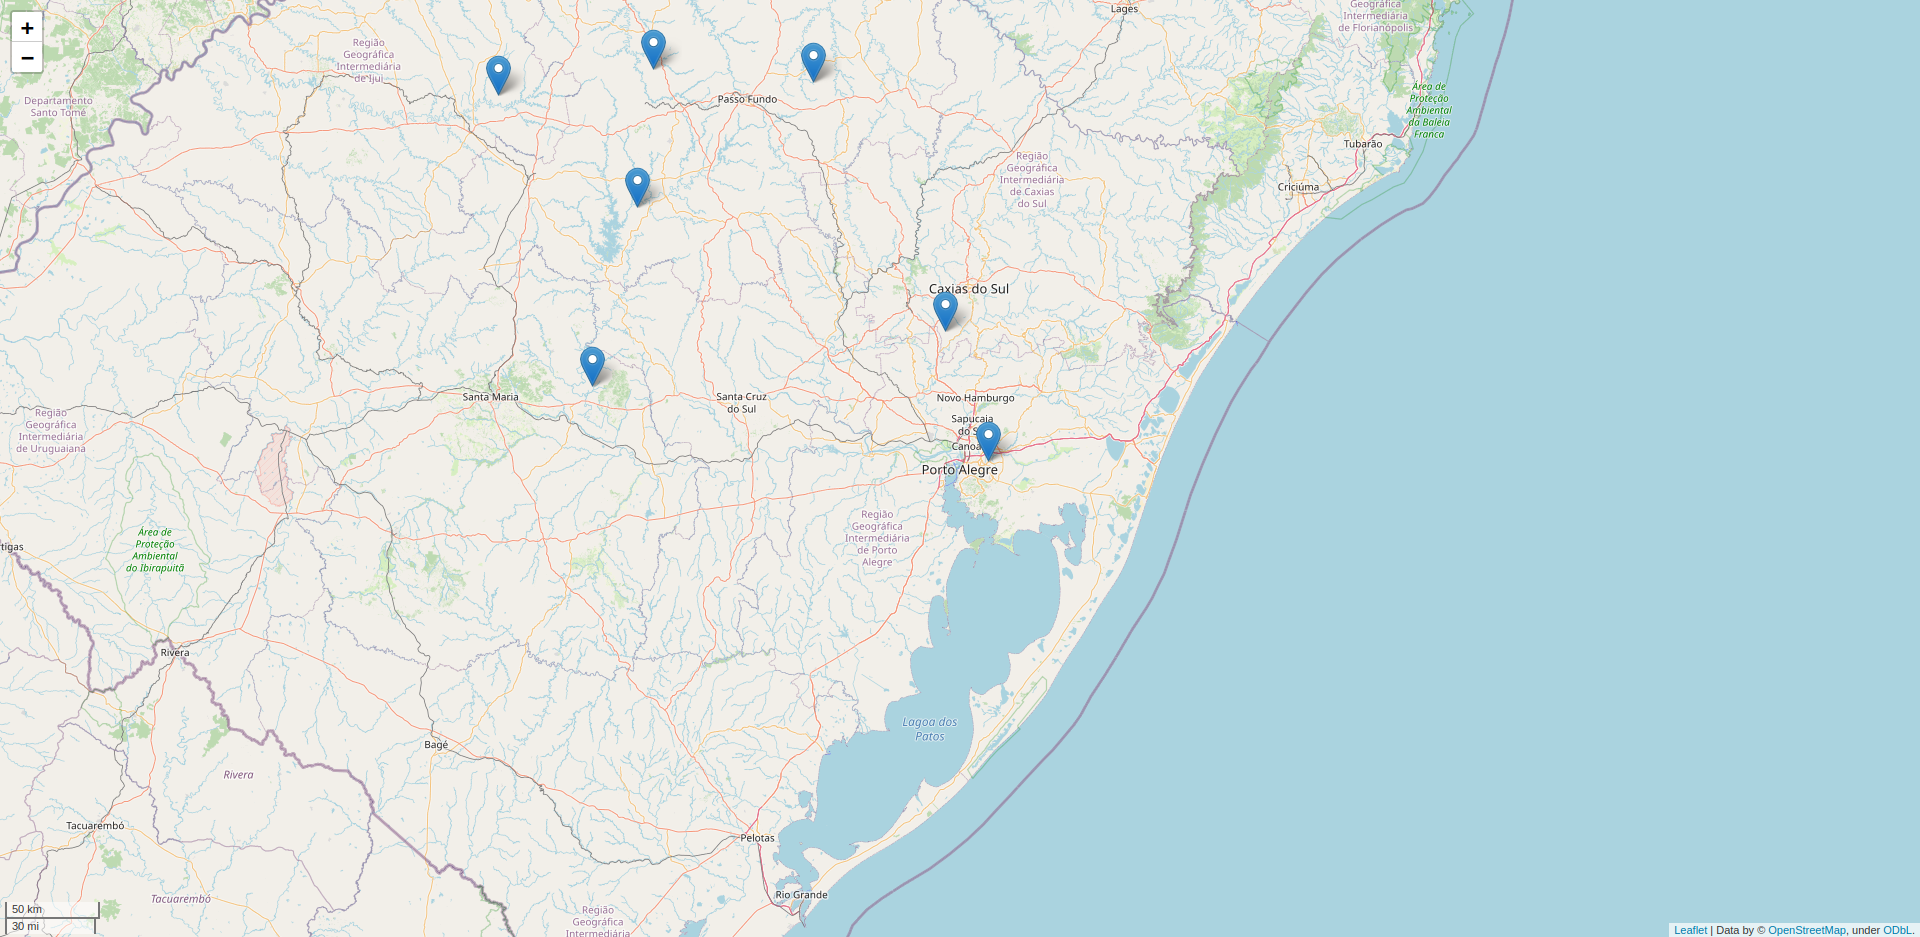 +
−
Lages
Região
Geográfica
Intermediária
de Florianópolis
Região
Geográfica
Intermediária
de Ijuí
Departamento
Santo Tomé
Passo Fundo
Área de
Proteção
Ambiental
da Baleia
Franca
Tubarão
Criciúma
Região
Geográfica
Intermediária
de Caxias
do Sul
Caxias do Sul
Santa Maria
Santa Cruz
do Sul
Novo Hamburgo
Sapucaia
do S
Canoa
Porto Alegre
Região
Geográfica
Intermediária
de Uruguaiana
Região
Geográfica
Intermediária
de Porto
Alegre
Área de
Proteção
Ambiental
do Ibirapuitã
tigas
Rivera
Lagoa dos
Patos
Bagé
Rivera
Tacuarembó
Pelotas
Tacuarembó
Rio Grande
Região
Geográfica
Intermediária
50 km
30 mi
Leaflet | Data by © OpenStreetMap, under ODbL.